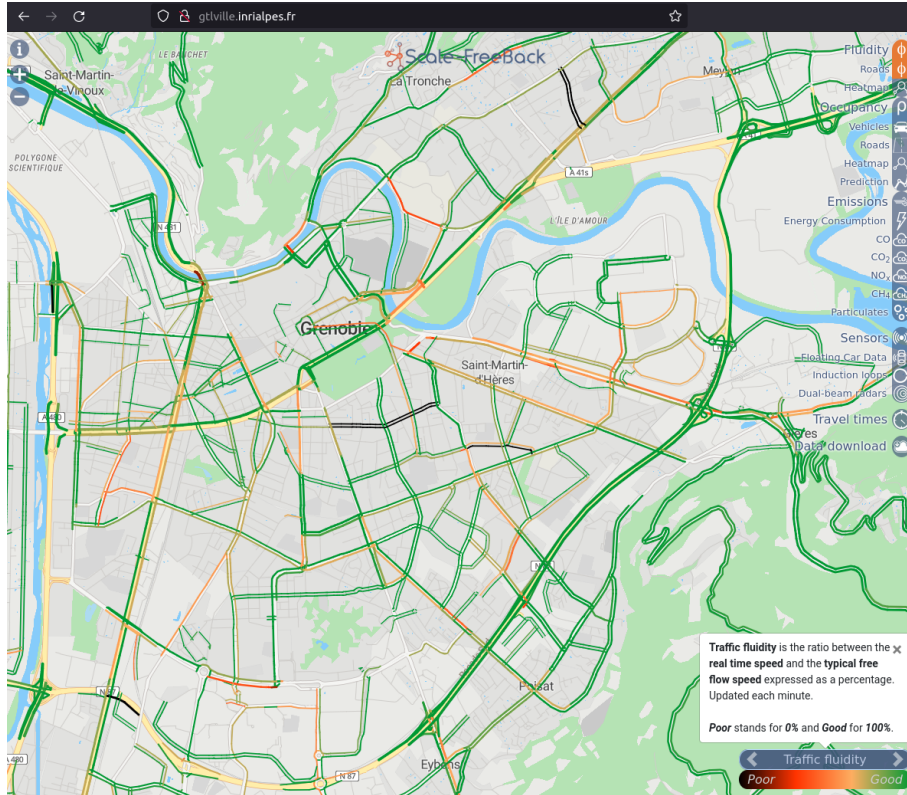 gtlville.inrialpes.fr
i
LE BANCHET
Scale-FreeBack
Fluidity
Saint-Martin-
le-Vinoux
La Tronche
Meylan
Roads
Heatmap
Occupancy
Vehicles
POLYGONE
SCIENTIFIQUE
A 41
Roads
A 41s
Heatmap
Prediction
Emissions
L'ÎLE D'AMOUR
Energy Consumption
N 481
CO
CO₂
NOₓ
CH₄
Particulates
Grenoble
Sensors
Saint-Martin-
d'Hères
Floating Car Data
Induction loops
Dual-beam radars
A 480
Travel times
Gières
Data download
Traffic fluidity is the ratio between the ×
real time speed and the typical free
flow speed expressed as a percentage.
Updated each minute.
Poisat
N 87
Poor stands for 0% and Good for 100%.
A 480
Eybens
N 87
Traffic fluidity
Poor
Good